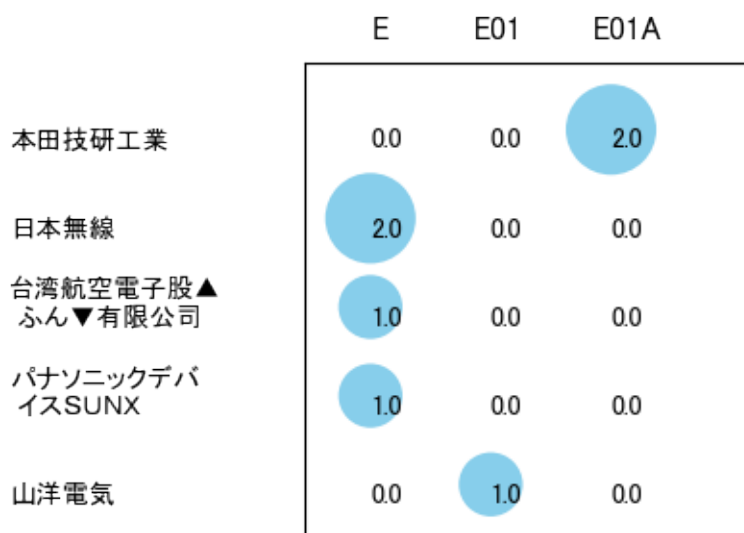 E E01 E01A
本田技研工業 0.0 0.0 2.0
日本無線 2.0 0.0 0.0
台湾航空電子股▲
ふん▼有限公司 1.0 0.0 0.0
パナソニックデバ
イスSUNX 1.0 0.0 0.0
山洋電気 0.0 1.0 0.0